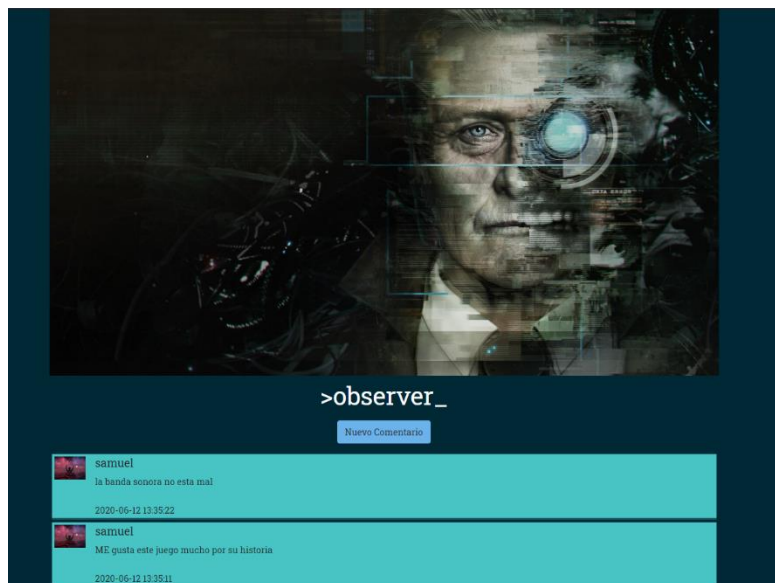 >observer_
Nuevo Comentario
samuel
la banda sonora no esta mal
2020-06-12 13:35:22
samuel
ME gusta este juego mucho por su historia
2020-06-12 13:35:11